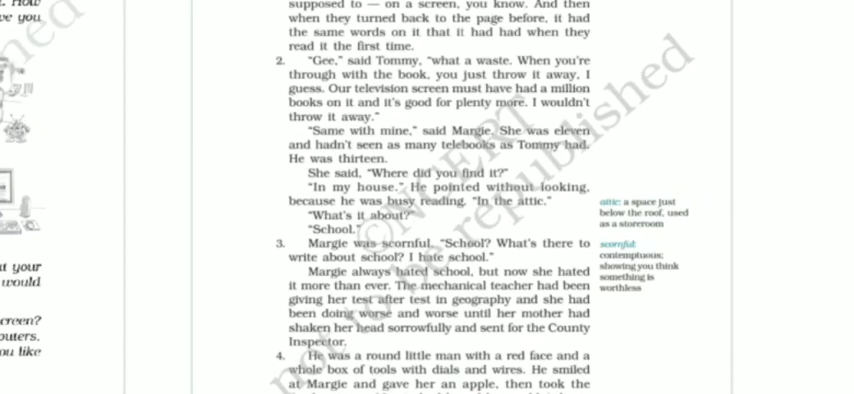 . How
ve you
supposed to — on a screen, you know. And then
when they turned back to the page before, it had
the same words on it that it had had when they
read it the first time.
2. "Gee," said Tommy, "what a waste. When you're
through with the book, you just throw it away, I
guess. Our television screen must have had a million
books on it and it's good for plenty more. I wouldn't
throw it away."
"Same with mine," said Margie. She was eleven
and hadn't seen as many telebooks as Tommy had.
He was thirteen.
She said, "Where did you find it?"
"In my house." He pointed without looking,
because he was busy reading. "In the attic."
"What's it about?"
"School."
3. Margie was scornful. "School? What's there to
write about school? I hate school."
Margie always hated school, but now she hated
it more than ever. The mechanical teacher had been
giving her test after test in geography and she had
been doing worse and worse until her mother had
shaken her head sorrowfully and sent for the County
Inspector.
4. He was a round little man with a red face and a
whole box of tools with dials and wires. He smiled
at Margie and gave her an apple, then took the
attic: a space just
below the roof, used
as a storeroom
scornful:
contemptuous;
showing you think
something is
worthless
t your
would
creen?
puters.
ou like
©NCERT
not to be republished